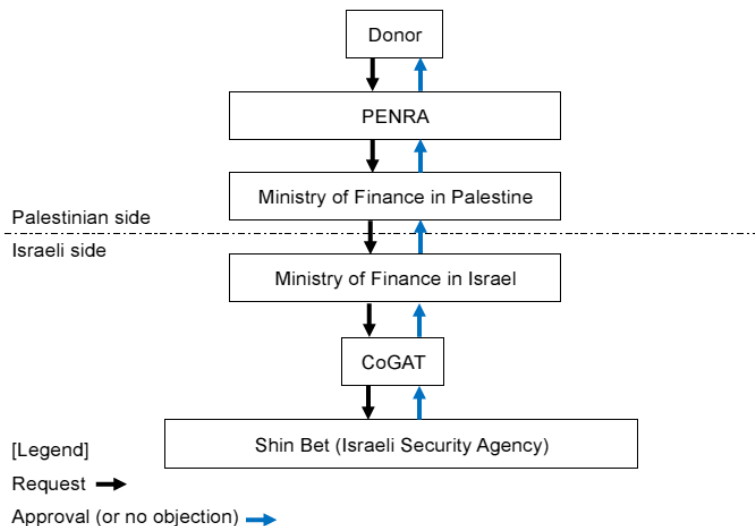 Donor
PENRA
Ministry of Finance in Palestine
Palestinian side
Israeli side
Ministry of Finance in Israel
CoGAT
Shin Bet (Israeli Security Agency)
[Legend]
Request
Approval (or no objection)